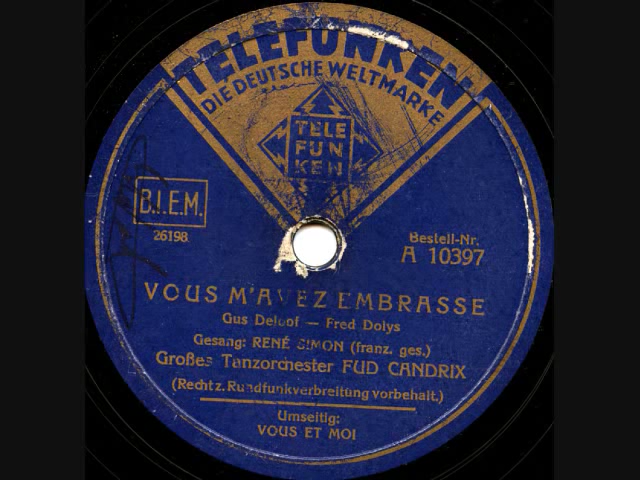 TELEFUNKEN
DIE DEUTSCHE WELTMARKE
TELE
FUN
KEN
B.I.E.M.
26198
Bestell-Nr.
A 10397
VOUS M'AVEZ EMBRASSE
Gus Deloof — Fred Dolys
Gesang: RENÉ SIMON (franz. ges.)
Großes Tanzorchester FUD CANDRIX
(Recht z. Rundfunkverbreitung vorbehalt.)
Umseitig:
VOUS ET MOI